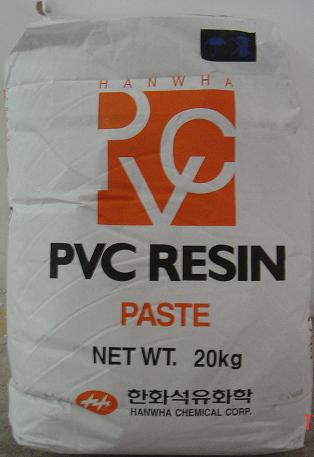 HANWHA
PVC
PVC RESIN
PASTE
NET WT. 20kg
한화석유화학
HANWHA CHEMICAL CORP.